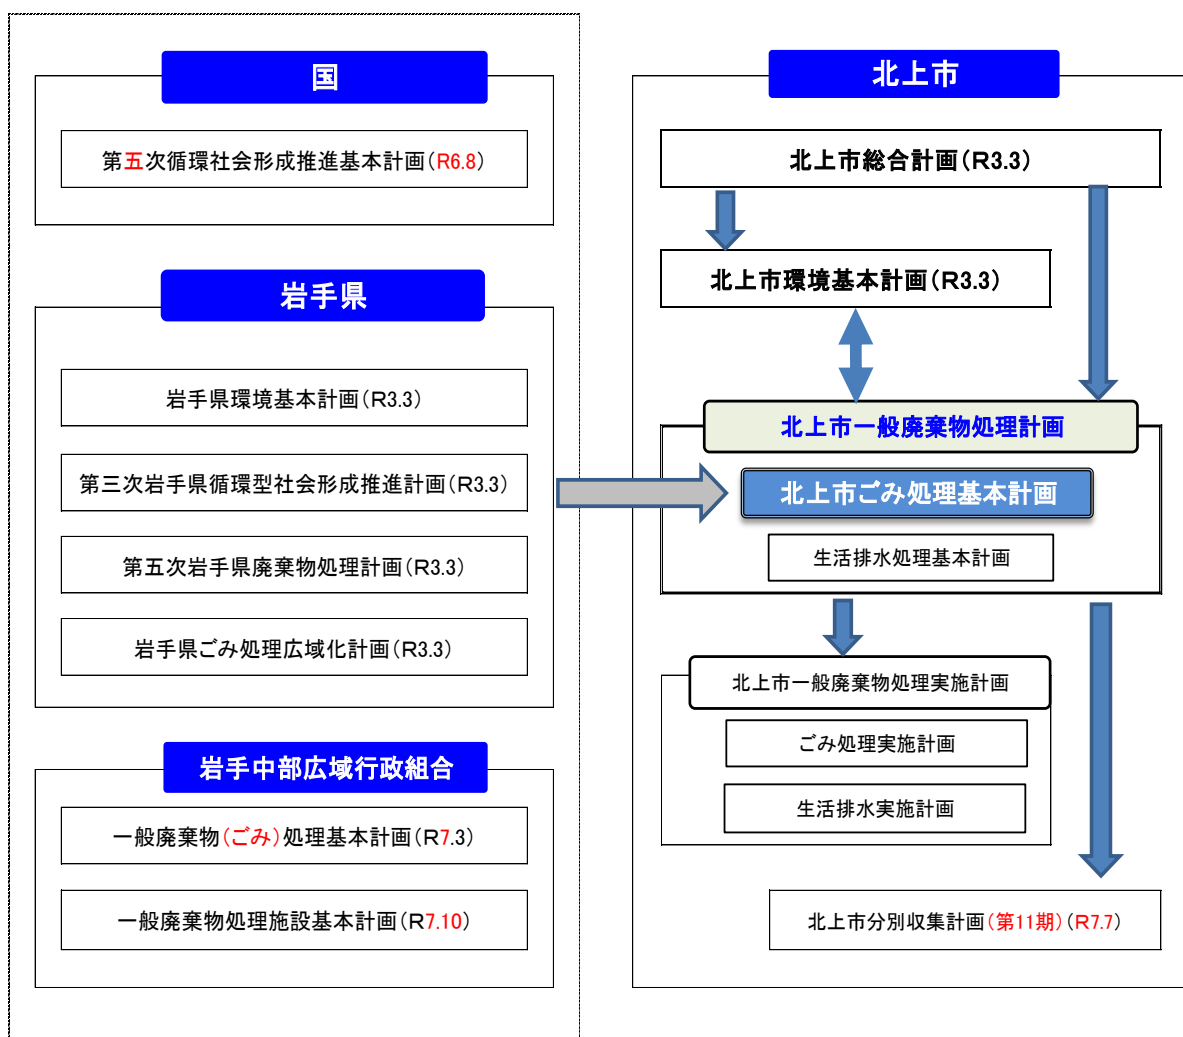 国
第五次循環社会形成推進基本計画(R6.8)
岩手県
岩手県環境基本計画(R3.3)
第三次岩手県循環型社会形成推進計画(R3.3)
第五次岩手県廃棄物処理計画(R3.3)
岩手県ごみ処理広域化計画(R3.3)
岩手中部広域行政組合
一般廃棄物(ごみ)処理基本計画(R7.3)
一般廃棄物処理施設基本計画(R7.10)
北上市
北上市総合計画(R3.3)
北上市環境基本計画(R3.3)
北上市一般廃棄物処理計画
北上市ごみ処理基本計画
生活排水処理基本計画
北上市一般廃棄物処理実施計画
ごみ処理実施計画
生活排水実施計画
北上市分別収集計画(第11期)(R7.7)